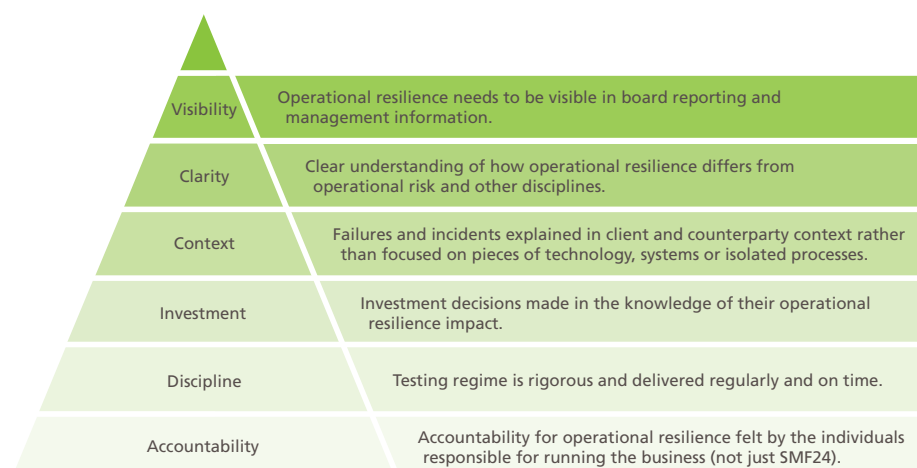 Visibility
Operational resilience needs to be visible in board reporting and
management information.
Clarity
Clear understanding of how operational resilience differs from
operational risk and other disciplines.
Context
Failures and incidents explained in client and counterparty context rather
than focused on pieces of technology, systems or isolated processes.
Investment
Investment decisions made in the knowledge of their operational
resilience impact.
Discipline
Testing regime is rigorous and delivered regularly and on time.
Accountability
Accountability for operational resilience felt by the individuals
responsible for running the business (not just SMF24).